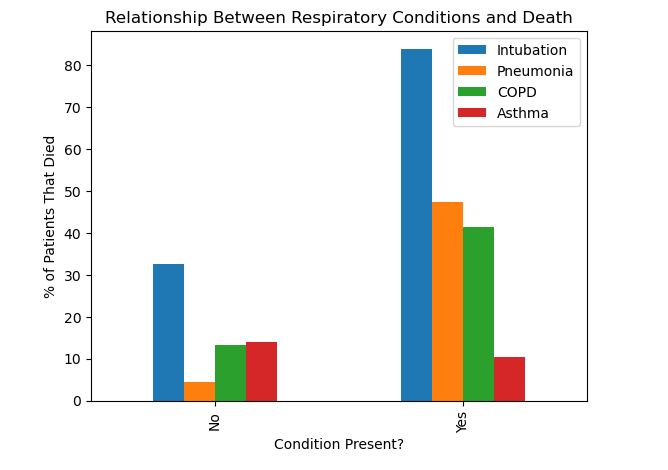 Relationship Between Respiratory Conditions and Death
Intubation
Pneumonia
COPD
Asthma
% of Patients That Died
80
70
60
50
40
30
20
10
0
No
Yes
Condition Present?